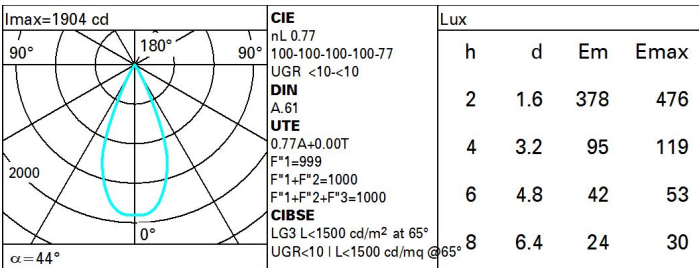 Imax=1904 cd
90°
180°
90°
2000
0°
α=44°
CIE
nL 0.77
100-100-100-100-77
UGR <10-<10
DIN
A.61
UTE
0.77A+0.00T
F"1=999
F"1+F"2=1000
F"1+F"2+F"3=1000
CIBSE
LG3 L<1500 cd/m² at 65°
UGR<10 | L<1500 cd/mq @65°
Lux
h d Em Emax
2 1.6 378 476
4 3.2 95 119
6 4.8 42 53
8 6.4 24 30